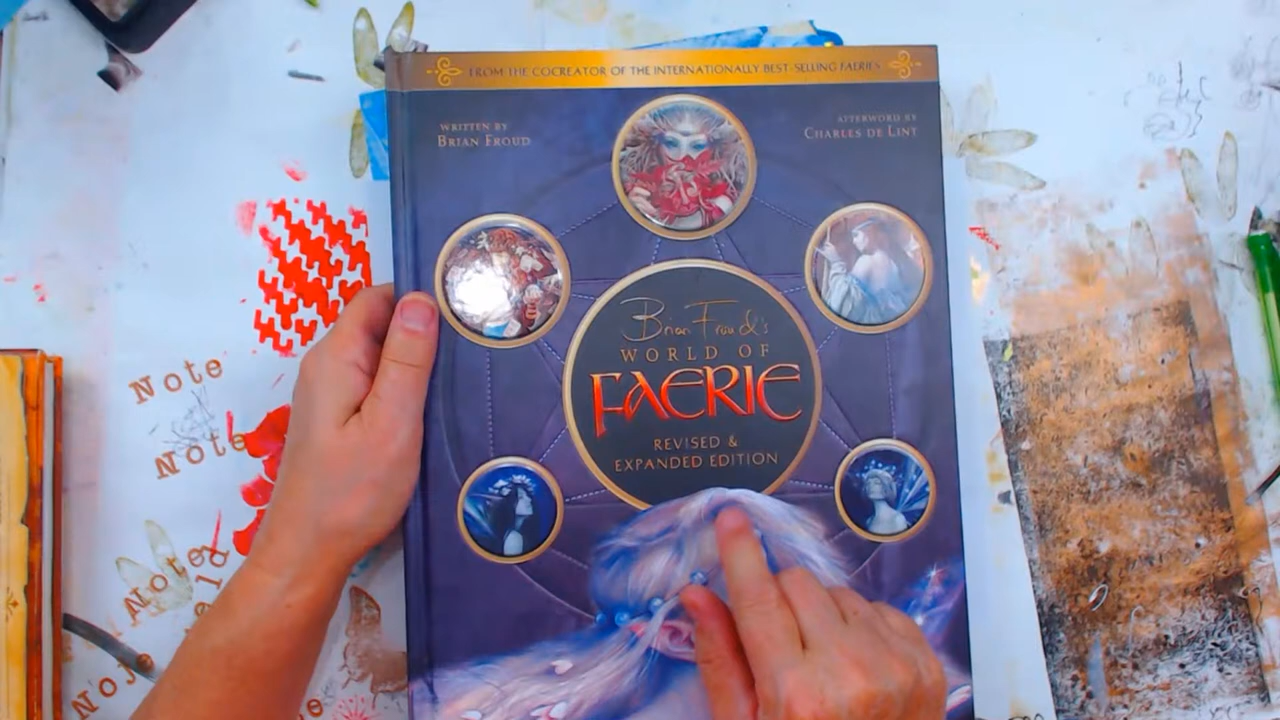 FROM THE COCREATOR OF THE INTERNATIONALLY BEST-SELLING FAERIES
WRITTEN BY
BRIAN FROUD
AFTERWORD BY
CHARLES DE LINT
Brian Froud's
WORLD OF
FAERIE
REVISED &
EXPANDED EDITION
Note
Note
Note